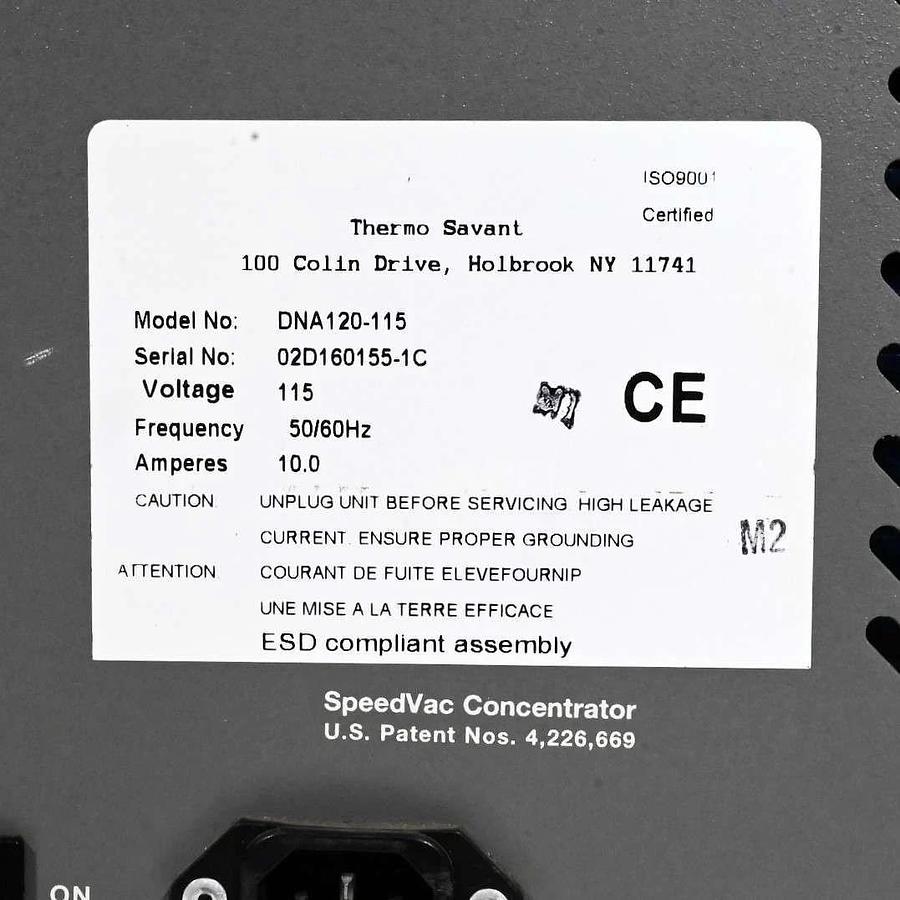 ISO9001
Certified
Thermo Savant
100 Colin Drive, Holbrook NY 11741
Model No: DNA120-115
Serial No: 02D160155-1C
Voltage 115
Frequency 50/60Hz
Amperes 10.0
CE
CAUTION UNPLUG UNIT BEFORE SERVICING HIGH LEAKAGE
CURRENT. ENSURE PROPER GROUNDING
M2
ATTENTION COURANT DE FUITE ELEVEFOURNIP
UNE MISE A LA TERRE EFFICACE
ESD compliant assembly
SpeedVac Concentrator
U.S. Patent Nos. 4,226,669
ON